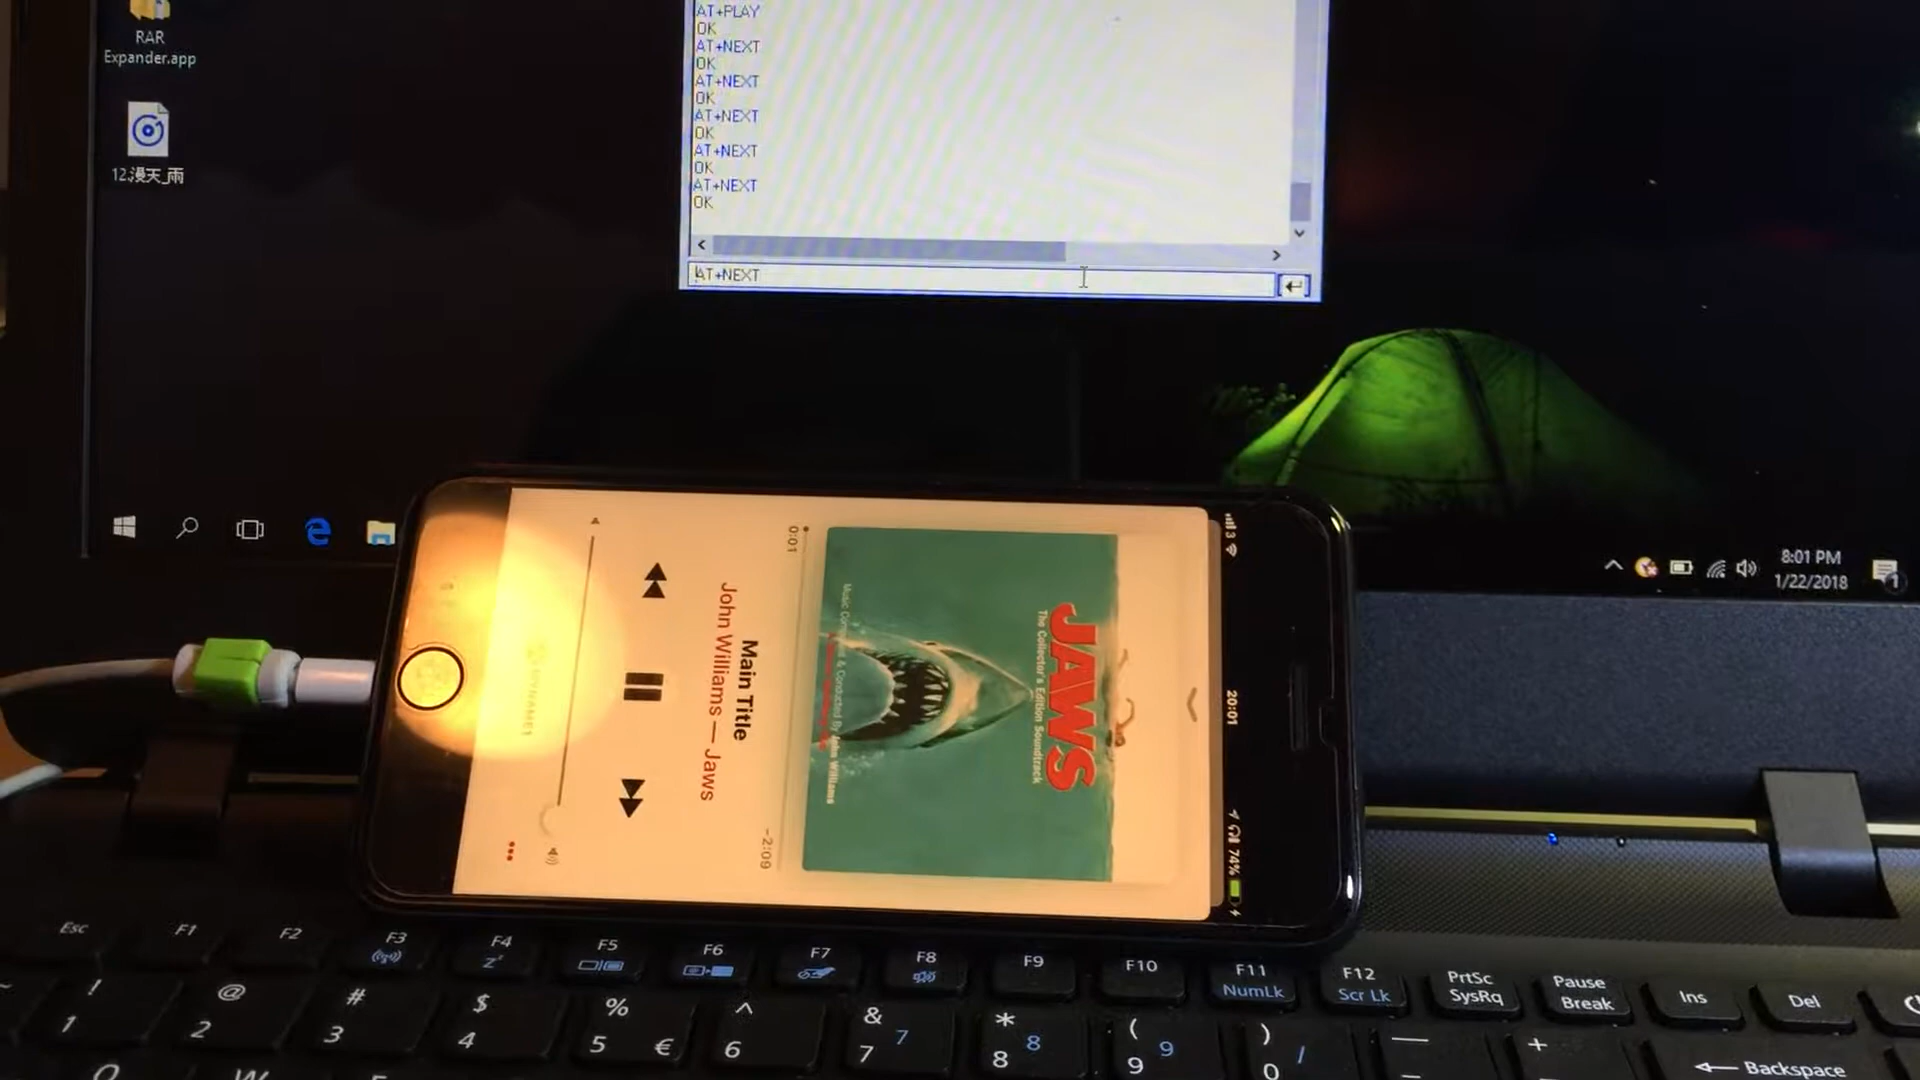 RAR
Expander.app
12.漫天_雨
AT+PLAY
OK
AT+NEXT
OK
AT+NEXT
OK
AT+NEXT
OK
AT+NEXT
OK
AT+NEXT
OK
AT+NEXT
8:01 PM
1/22/2018
1
3
20:01
74%
JAWS
The Collector's Edition Soundtrack
John Williams
0:01
-2:09
Main Title
John Williams — Jaws
Esc
F1
F2
F3
F4
F5
F6
F7
F8
F9
F10
F11
NumLk
F12
Scr Lk
PrtSc
SysRq
Pause
Break
Ins
Del
! 1
@ 2
# 3
$ 4
% 5 €
^ 6
& 7 7
* 8 8
( 9 9
) 0 /
— _
+
Backspace